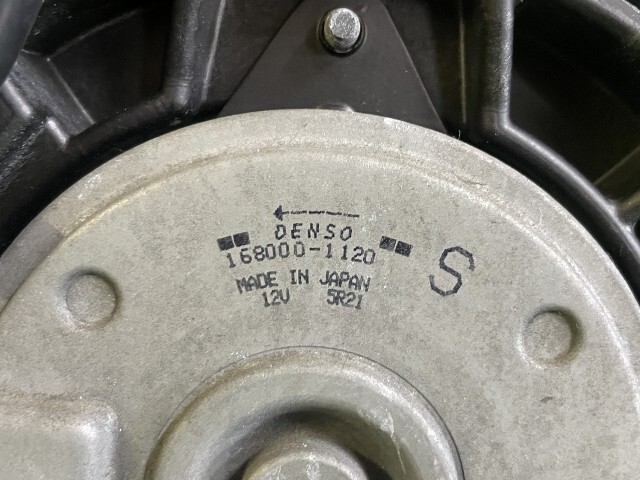 DENSO
168000-1120
S
MADE IN JAPAN
12V 5R21